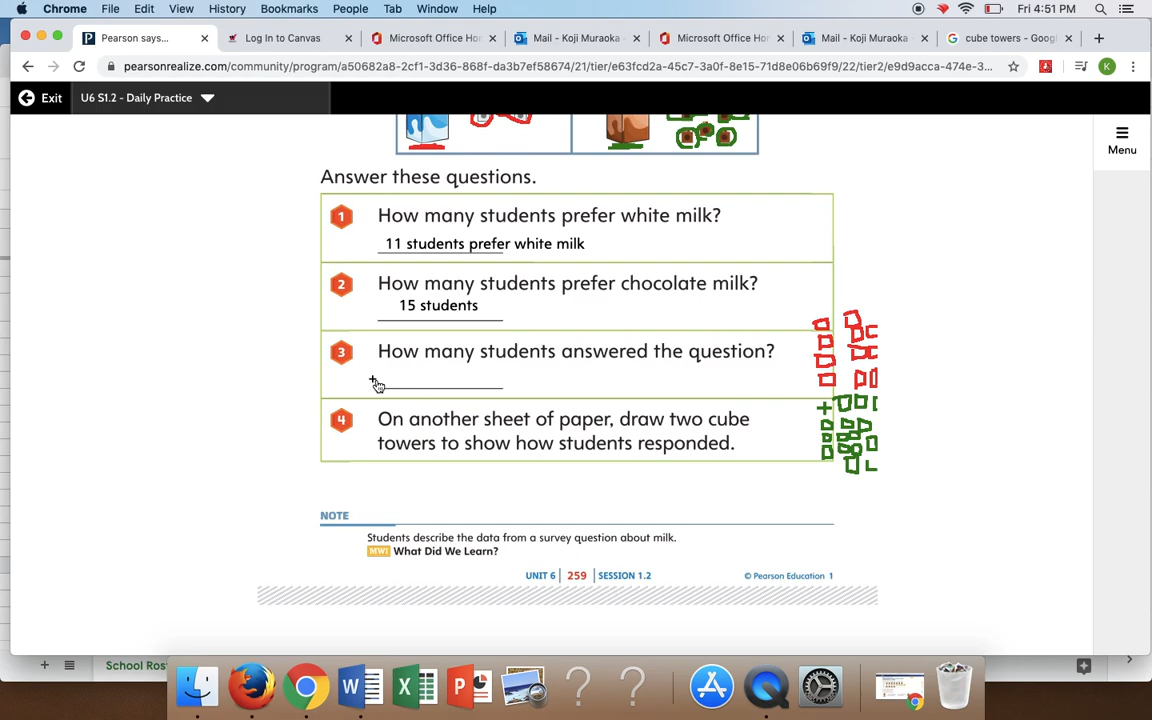 Chrome File Edit View History Bookmarks People Tab Window Help Fri 4:51 PM
Pearson says... Log In to Canvas Microsoft Office Hor Mail - Koji Muraoka Microsoft Office Hor Mail - Koji Muraoka cube towers - Goog
pearsonrealize.com/community/program/a50682a8-2cf1-3d36-868f-da3b7ef58674/21/tier/e63fcd2a-45c7-3a0f-8e15-71d8e06b69f9/22/tier2/e9d9acca-474e-3... K
Exit U6 S1.2 - Daily Practice
Menu
Answer these questions.
1 How many students prefer white milk?
11 students prefer white milk
2 How many students prefer chocolate milk?
15 students
3 How many students answered the question?
4 On another sheet of paper, draw two cube
towers to show how students responded.
NOTE
Students describe the data from a survey question about milk.
MWI What Did We Learn?
UNIT 6 259 SESSION 1.2 © Pearson Education 1
School Ros